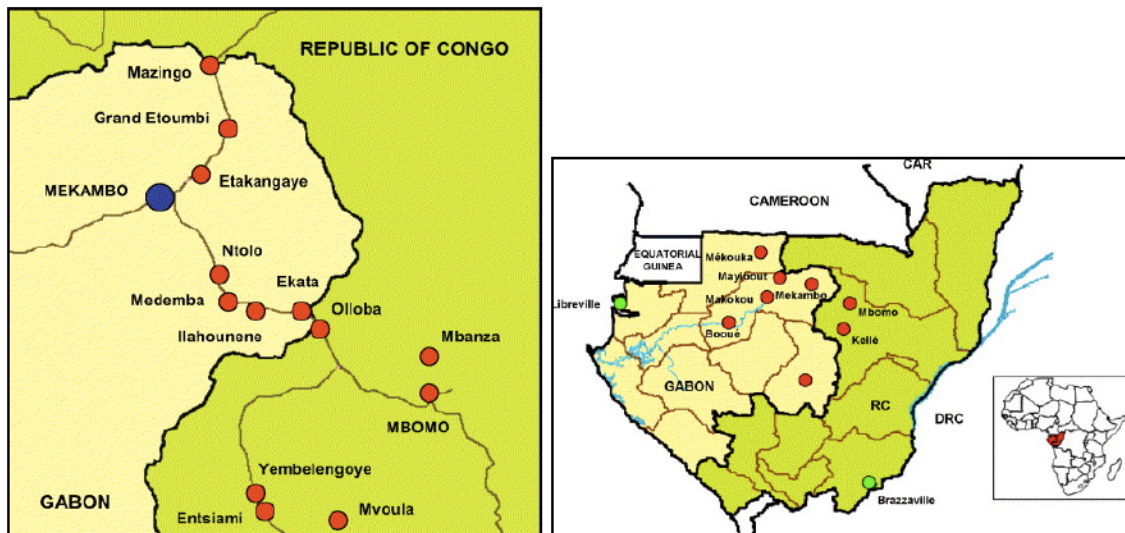 REPUBLIC OF CONGO
Mazingo
Grand Etoumbi
Etakangaye
MEKAMBO
Ntolo
Ekata
Medemba
Olloba
Ilahounene
Mbanza
MBOMO
Yembelengoye
GABON
Entsiami
Mvoula
CAR
CAMEROON
EQUATORIAL
GUINEA
Mékouka
Mayibout
Libreville
Makokou
Mekambo
Mbomo
Booué
Kellé
GABON
RC
DRC
Brazzaville